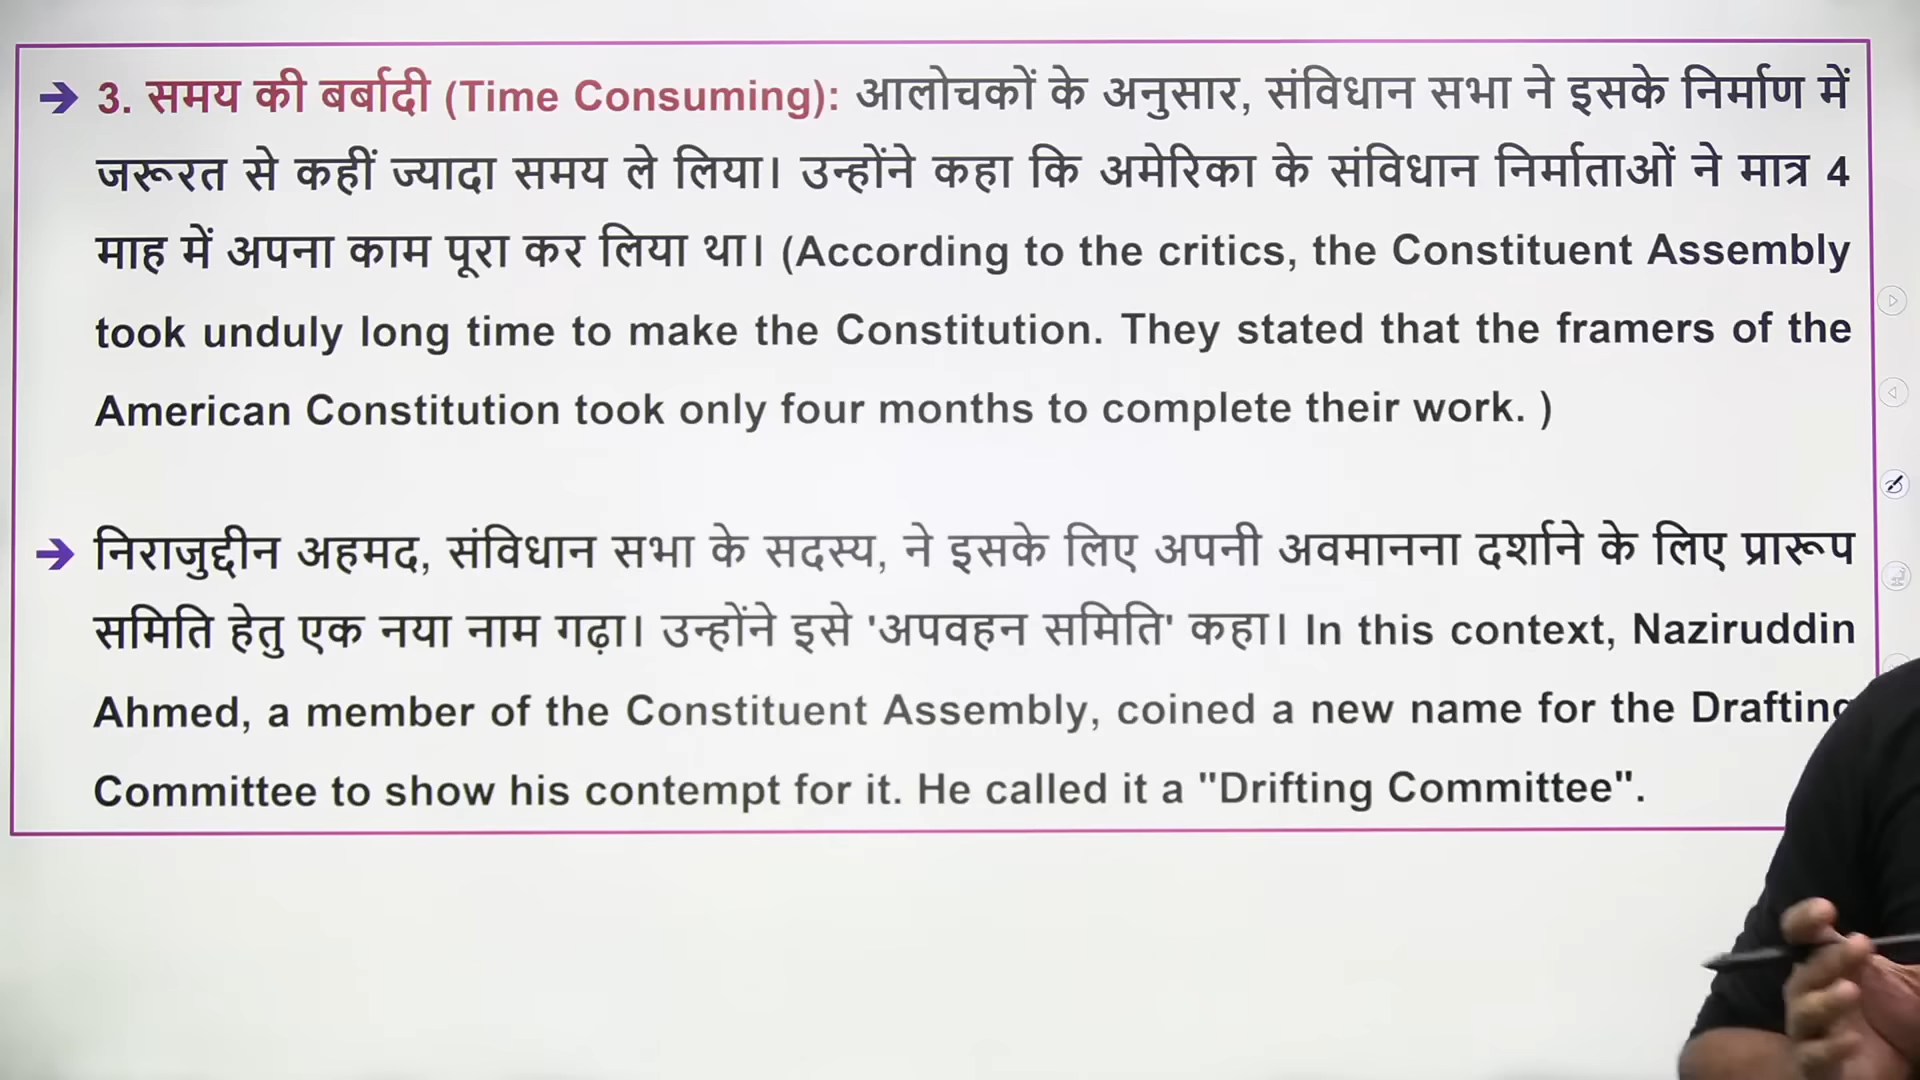 → 3. समय की बर्बादी (Time Consuming): आलोचकों के अनुसार, संविधान सभा ने इसके निर्माण में
जरूरत से कहीं ज्यादा समय ले लिया। उन्होंने कहा कि अमेरिका के संविधान निर्माताओं ने मात्र 4
माह में अपना काम पूरा कर लिया था। (According to the critics, the Constituent Assembly
took unduly long time to make the Constitution. They stated that the framers of the
American Constitution took only four months to complete their work. )
→ निराजुद्दीन अहमद, संविधान सभा के सदस्य, ने इसके लिए अपनी अवमानना दर्शाने के लिए प्रारूप
समिति हेतु एक नया नाम गढ़ा। उन्होंने इसे 'अपवहन समिति' कहा। In this context, Naziruddin
Ahmed, a member of the Constituent Assembly, coined a new name for the Drafting
Committee to show his contempt for it. He called it a "Drifting Committee".